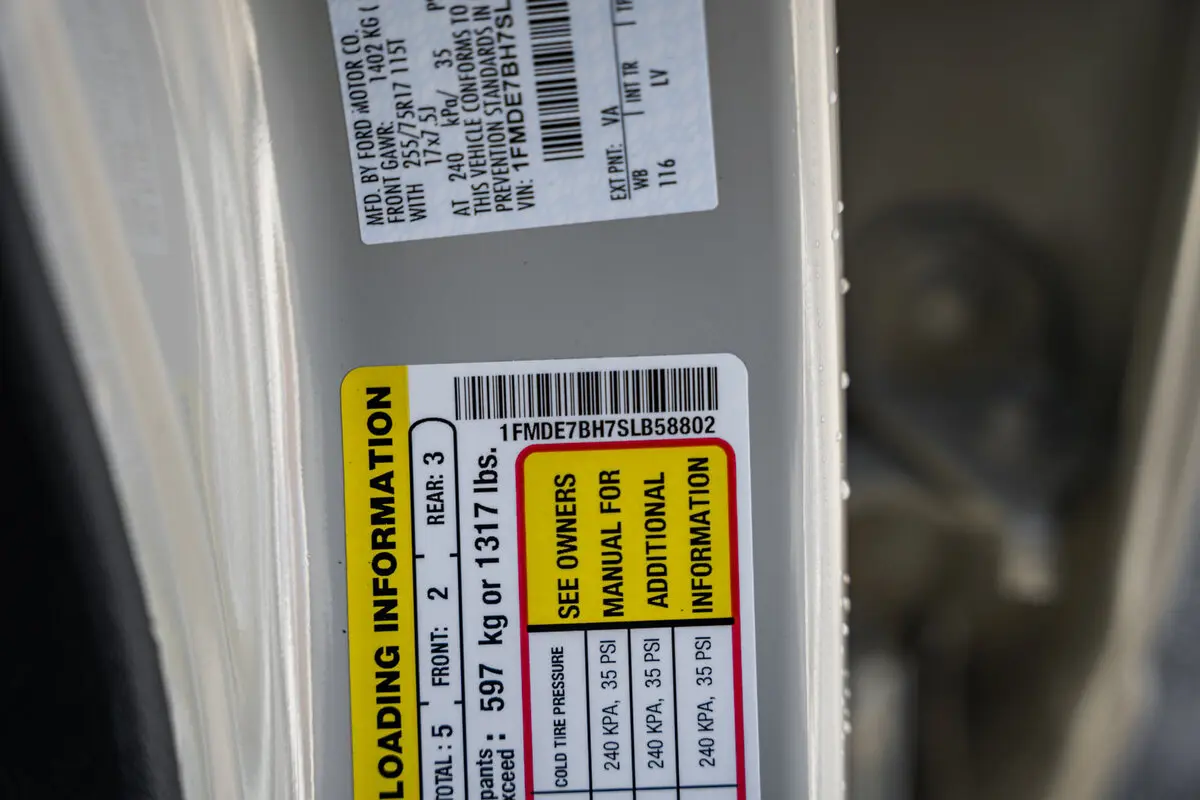 MFD. BY FORD MOTOR CO.
FRONT GAWR: 1402 KG (
WITH 255/75R17 115T
17x7.5J
AT 240 kPa/ 35
THIS VEHICLE CONFORMS TO
PREVENTION STANDARDS IN
VIN: 1FMDE7BH7SL
EXT PNT: VA
WB INT TR
116 LV
LOADING INFORMATION
TOTAL: 5 FRONT: 2 REAR: 3
pants :
xceed : 597 kg or 1317 lbs.
1FMDE7BH7SLB58802
SEE OWNERS
MANUAL FOR
ADDITIONAL
INFORMATION
COLD TIRE PRESSURE
240 KPA, 35 PSI
240 KPA, 35 PSI
240 KPA, 35 PSI